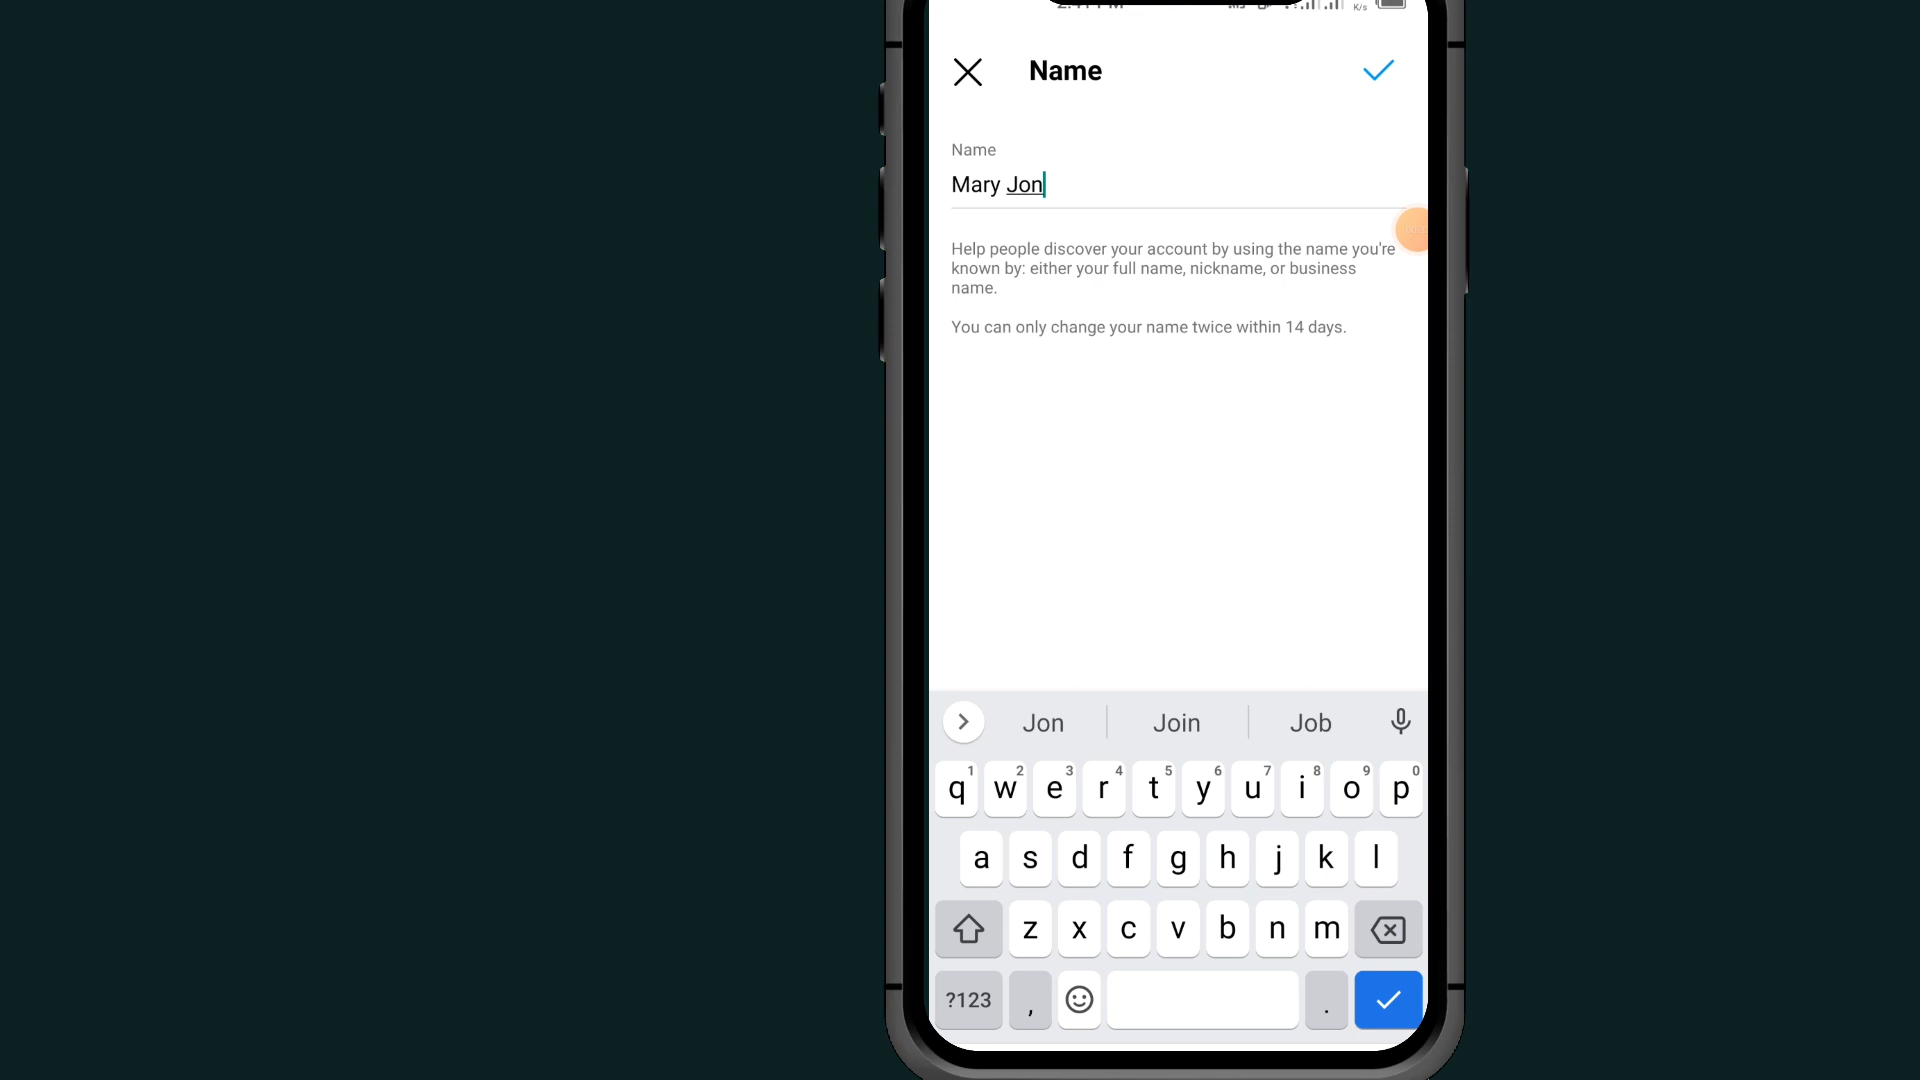 Name
Name
Mary Jon
Help people discover your account by using the name you're
known by: either your full name, nickname, or business
name.
You can only change your name twice within 14 days.
Jon Join Job
1 2 3 4 5 6 7 8 9 0
q w e r t y u i o p
a s d f g h j k l
z x c v b n m
?123 , .